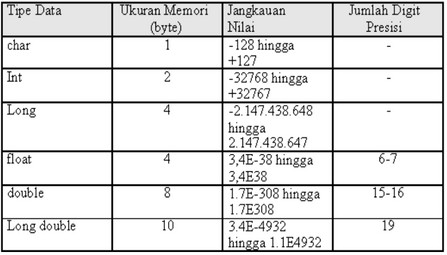 Tipe Data Ukuran Memori (byte) Jangkauan Nilai Jumlah Digit Presisi
char 1 -128 hingga +127 -
Int 2 -32768 hingga +32767 -
Long 4 -2.147.438.648 hingga 2.147.438.647 -
float 4 3,4E-38 hingga 3,4E38 6-7
double 8 1.7E-308 hingga 1.7E308 15-16
Long double 10 3.4E-4932 hingga 1.1E4932 19